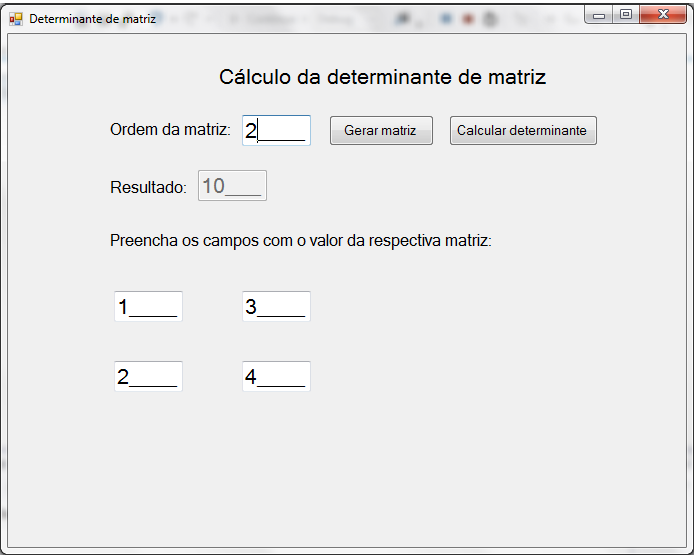 Determinante de matriz
Cálculo da determinante de matriz
Ordem da matriz: 2____ Gerar matriz Calcular determinante
Resultado: 10___
Preencha os campos com o valor da respectiva matriz:
1____ 3____
2____ 4____